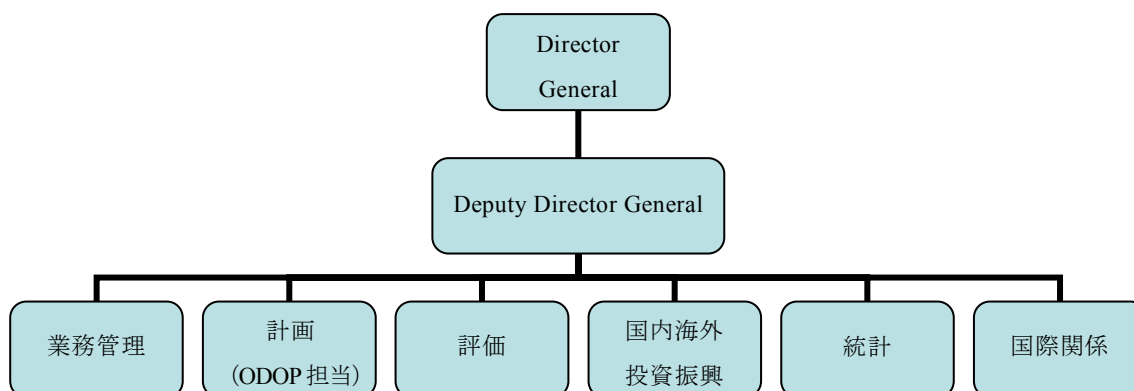 Director
General
Deputy Director General
業務管理
計画
（ODOP 担当）
評価
国内海外
投資振興
統計
国際関係